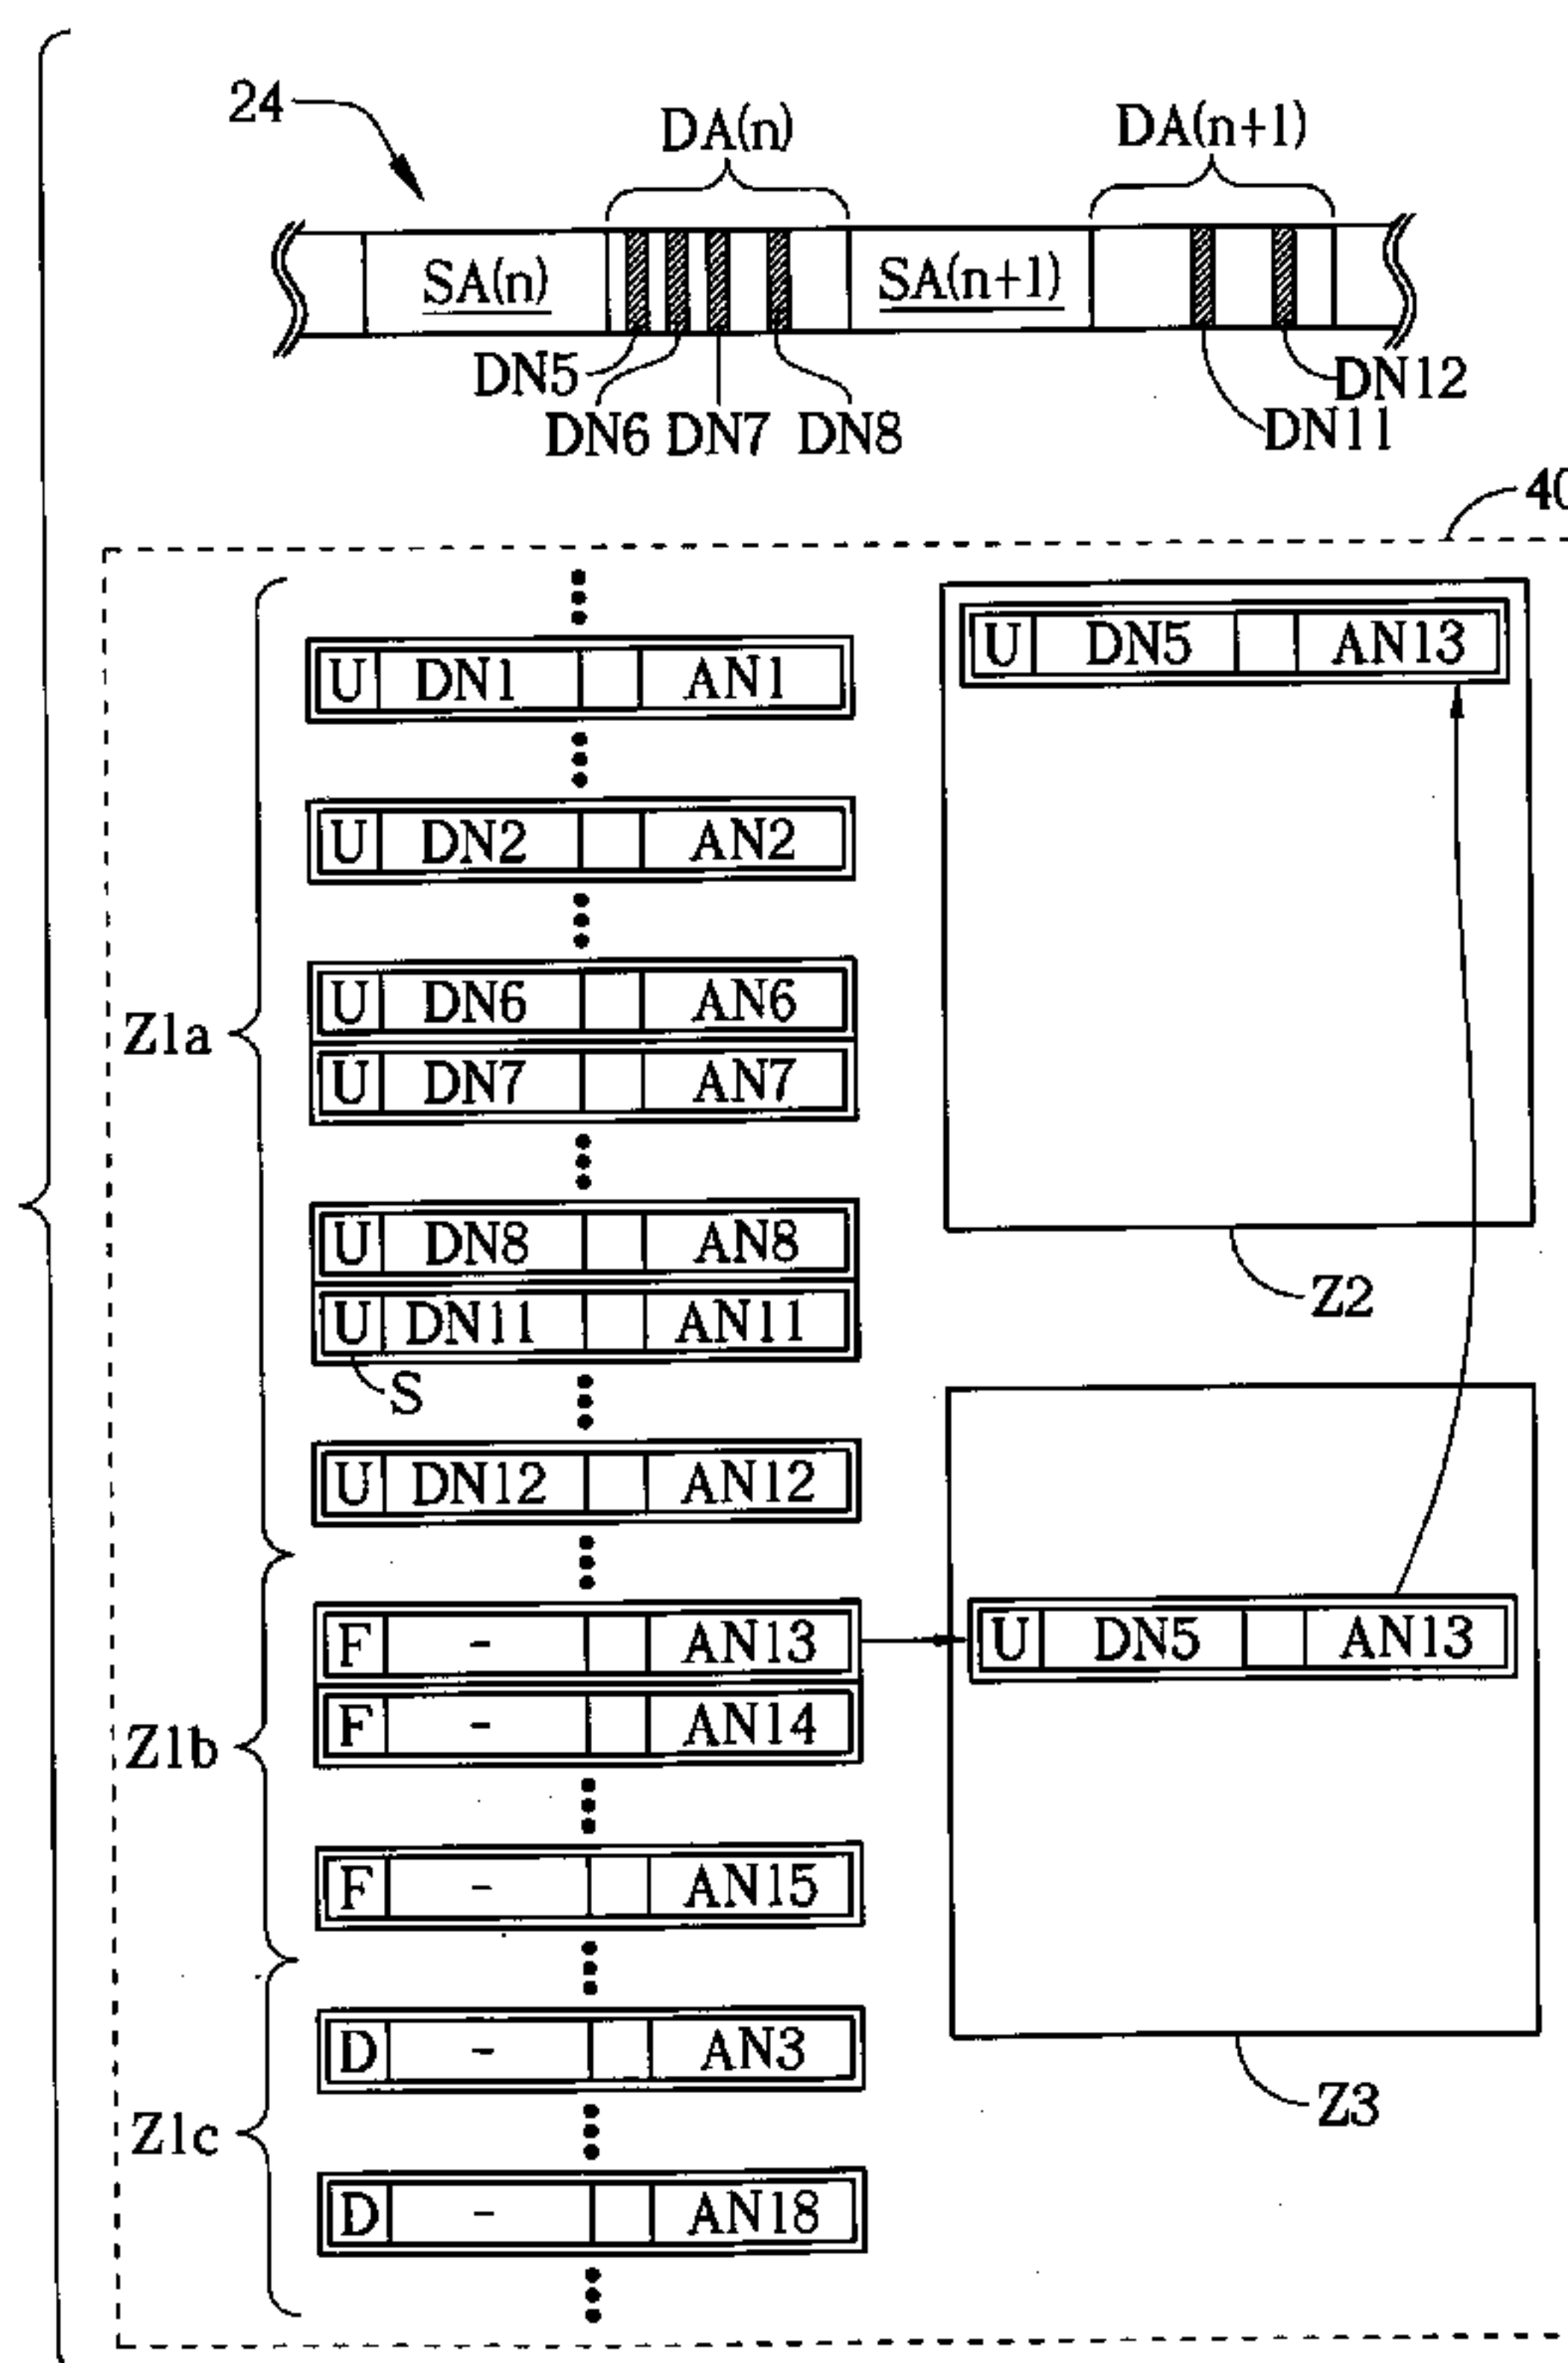 24
DA(n)
DA(n+1)
SA(n)
SA(n+1)
DN5
DN12
DN6
DN7
DN8
DN11
40
U DN1 AN1
U DN5 AN13
U DN2 AN2
Z1a
U DN6 AN6
U DN7 AN7
U DN8 AN8
Z2
U DN11 AN11
S
U DN12 AN12
Z1b
F - AN13
U DN5 AN13
F - AN14
F - AN15
Z1c
D - AN3
Z3
D - AN18